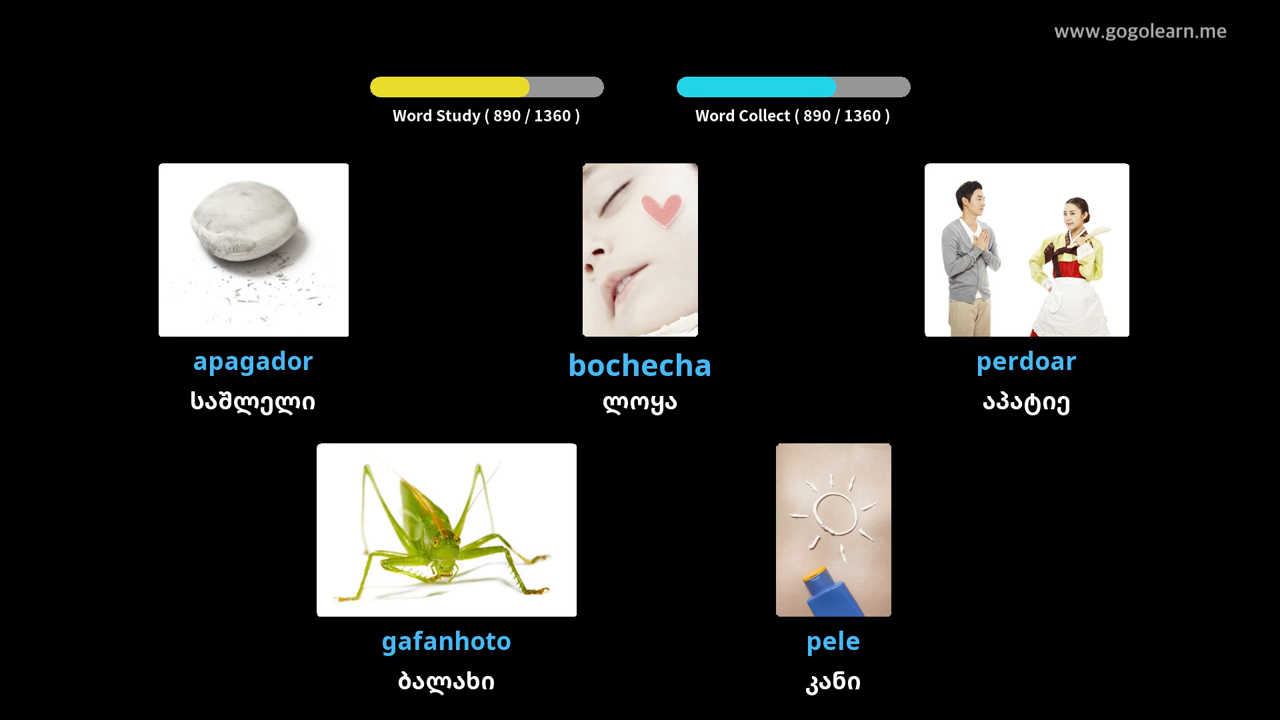 www.gogolearn.me
Word Study ( 890 / 1360 )
Word Collect ( 890 / 1360 )
apagador
საშლელი
bochecha
ლოყა
perdoar
აპატიე
gafanhoto
ბალახი
pele
კანი